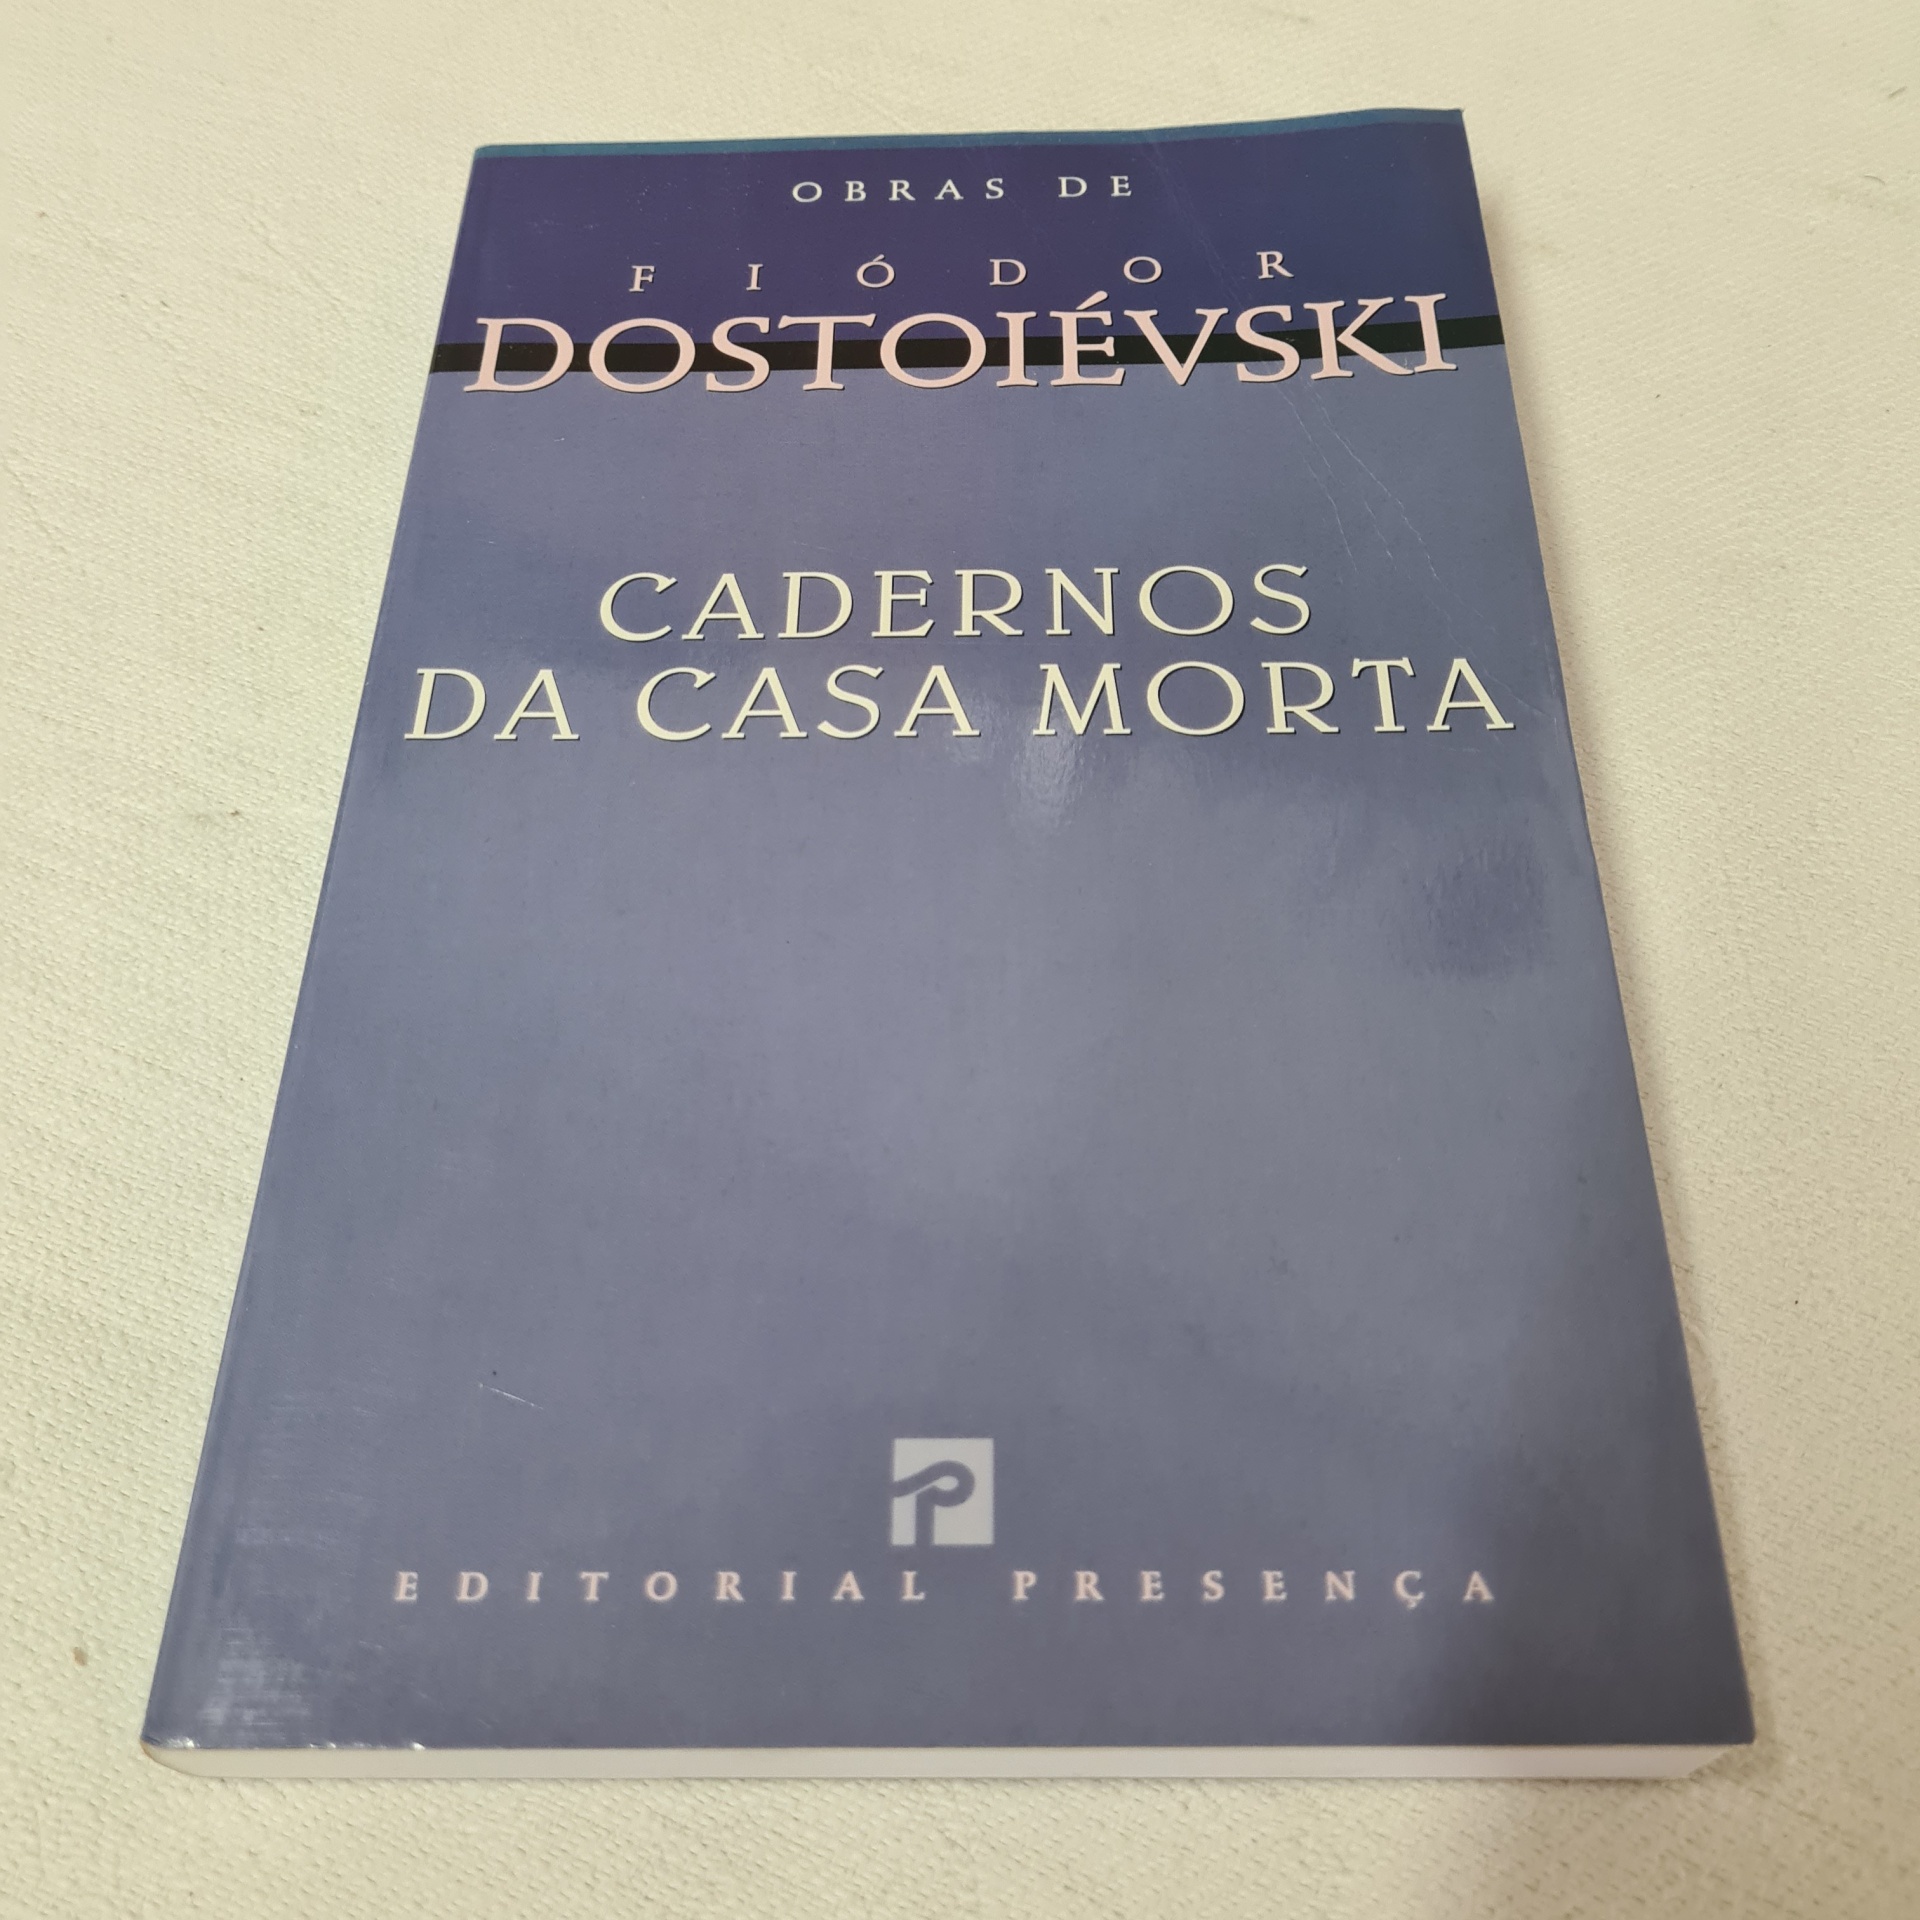 OBRAS DE
FIÓDOR
DOSTOIÉVSKI
CADERNOS
DA CASA MORTA
EDITORIAL PRESENÇA